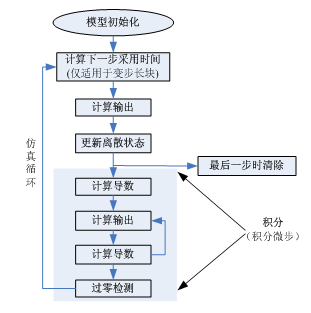 模型初始化
计算下一步采用时间
(仅适用于变步长块)
计算输出
更新离散状态
最后一步时清除
计算导数
计算输出
计算导数
过零检测
仿真循环
积分
（积分微步）